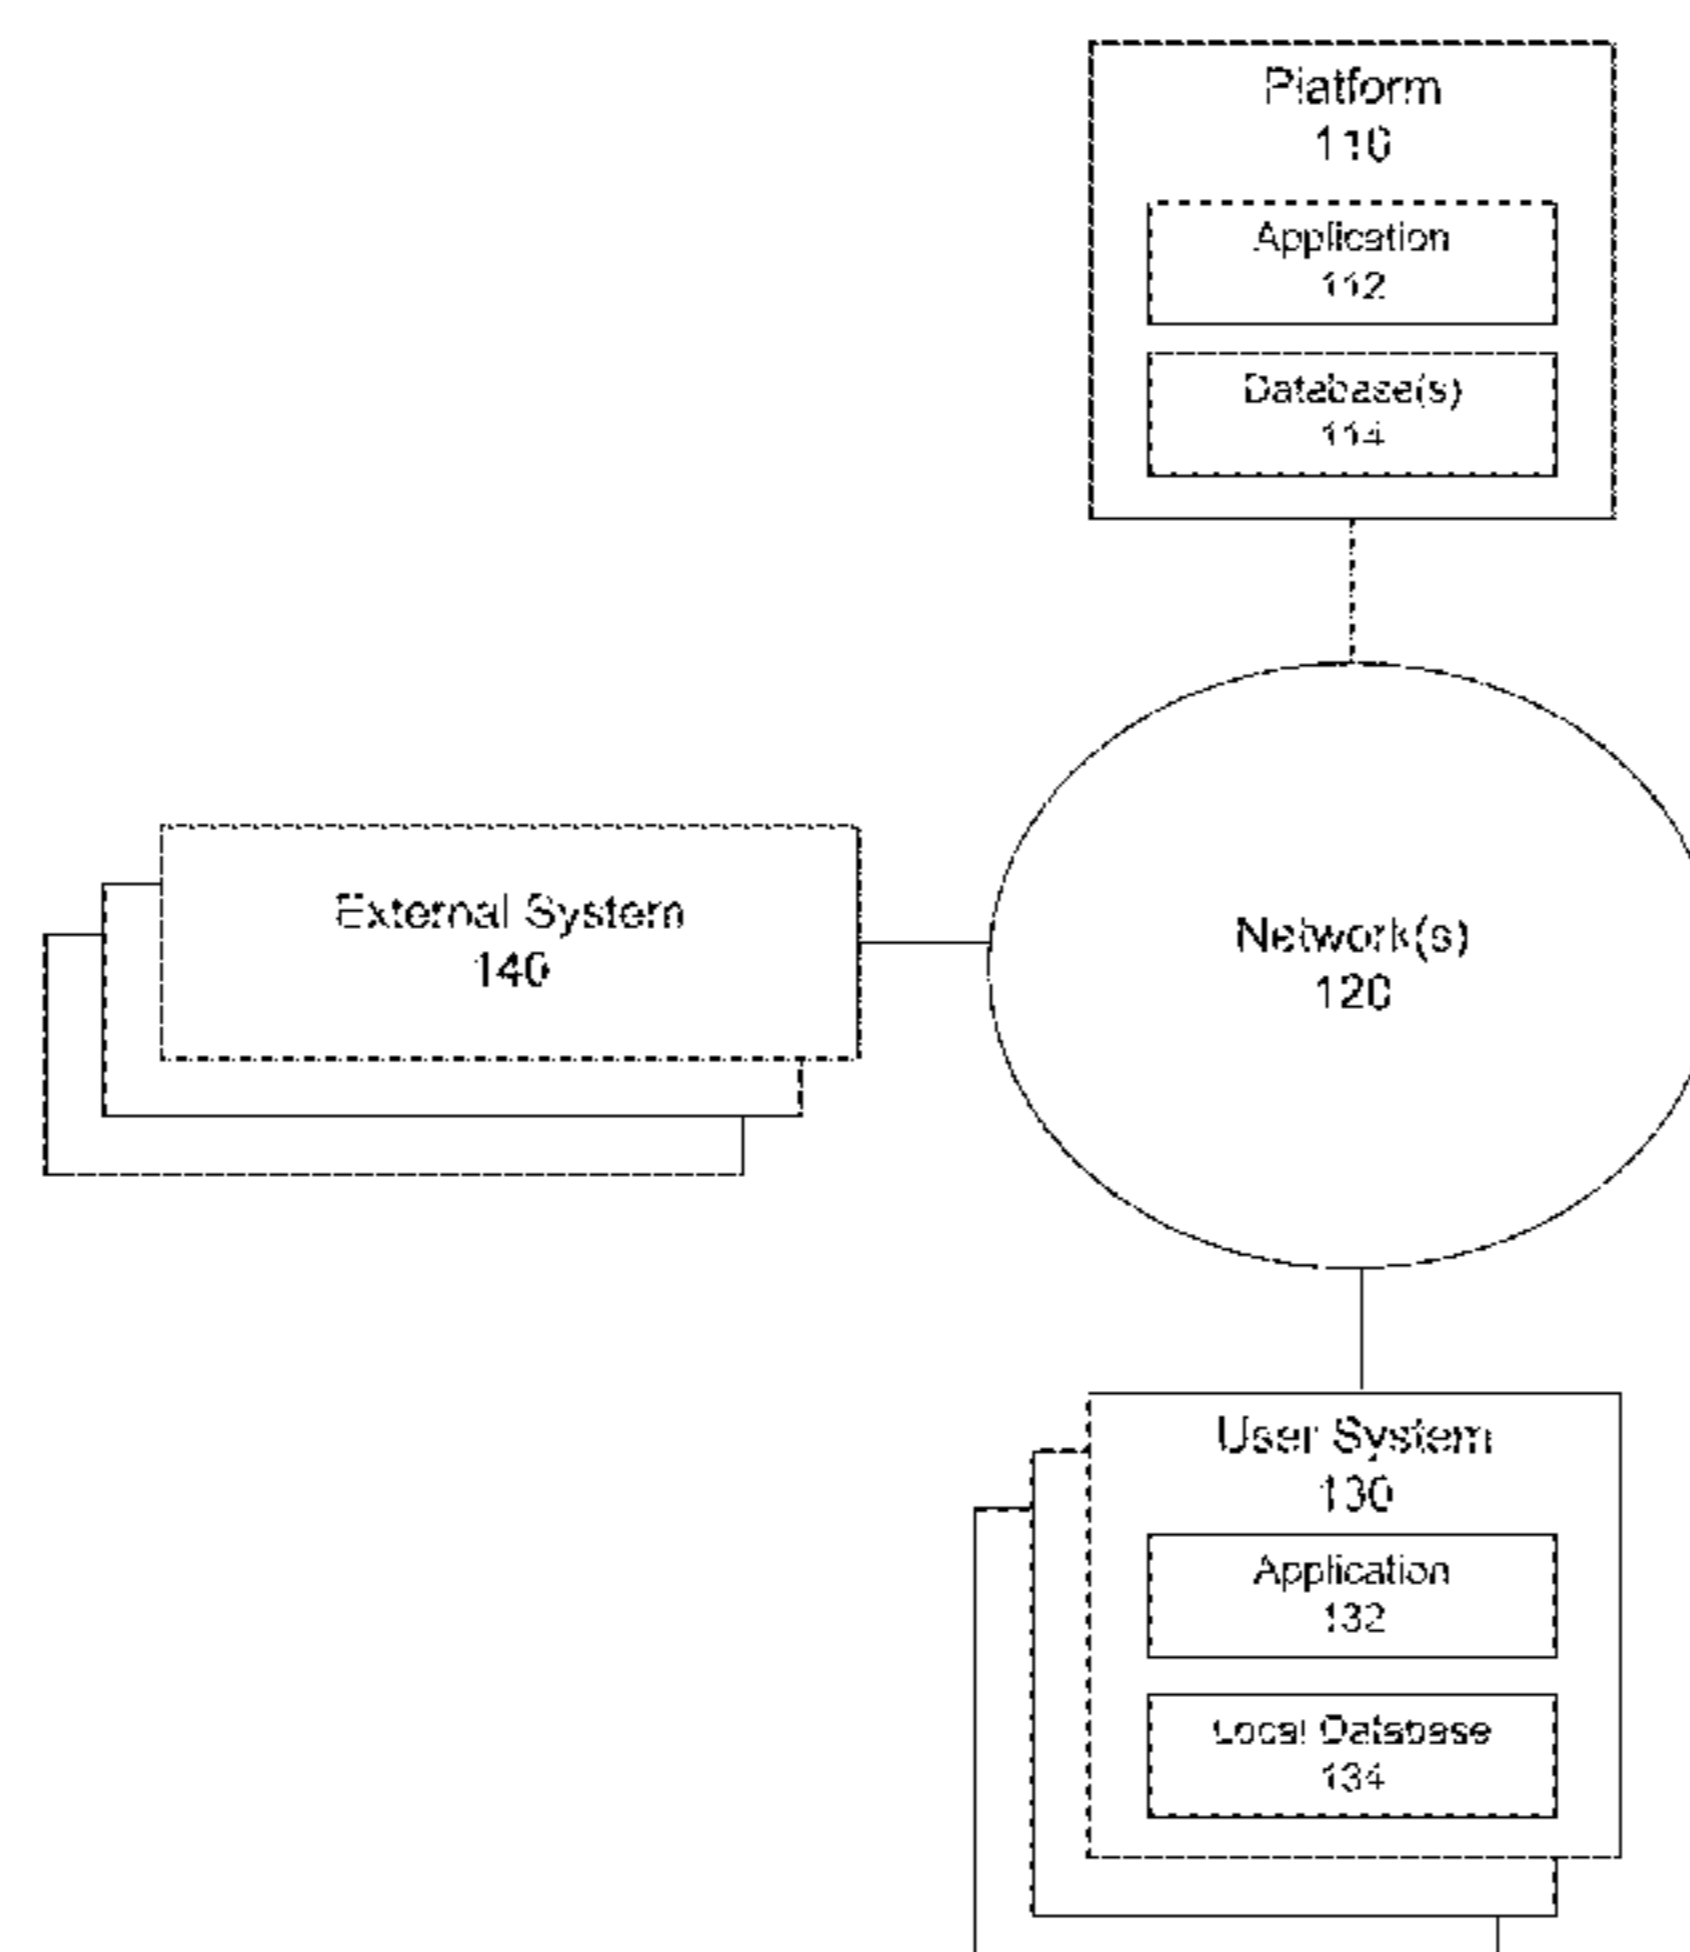 Platform
110
Application
112
Database(s)
114
External System
140
Network(s)
120
User System
130
Application
132
Local Database
134